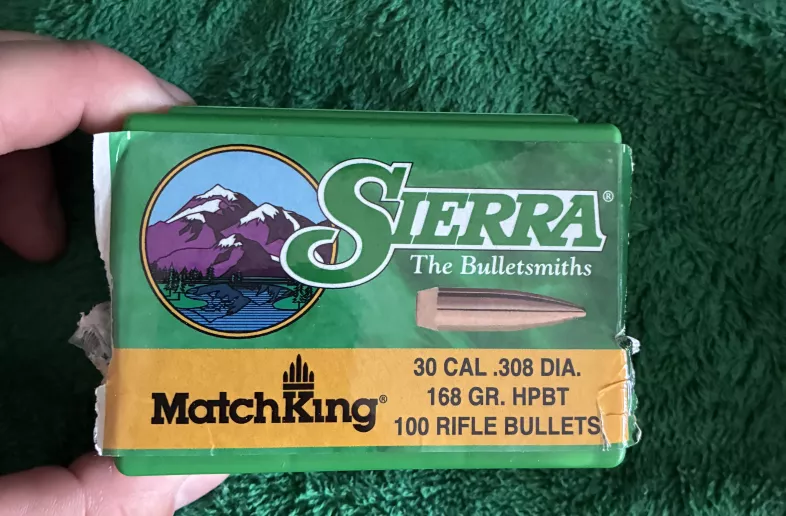 SIERRA®
The Bulletsmiths
MatchKing®
30 CAL .308 DIA.
168 GR. HPBT
100 RIFLE BULLETS